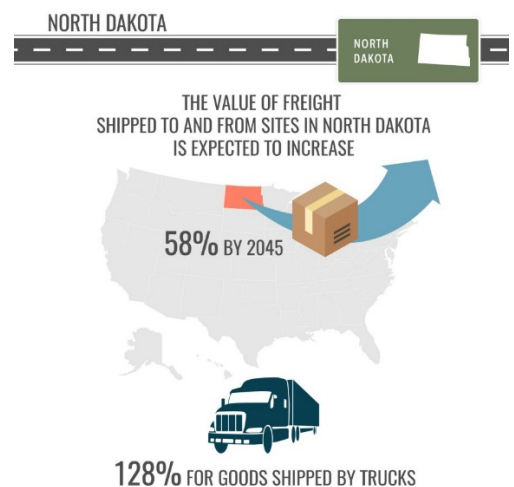 NORTH DAKOTA
NORTH
DAKOTA
THE VALUE OF FREIGHT
SHIPPED TO AND FROM SITES IN NORTH DAKOTA
IS EXPECTED TO INCREASE
58% BY 2045
128% FOR GOODS SHIPPED BY TRUCKS